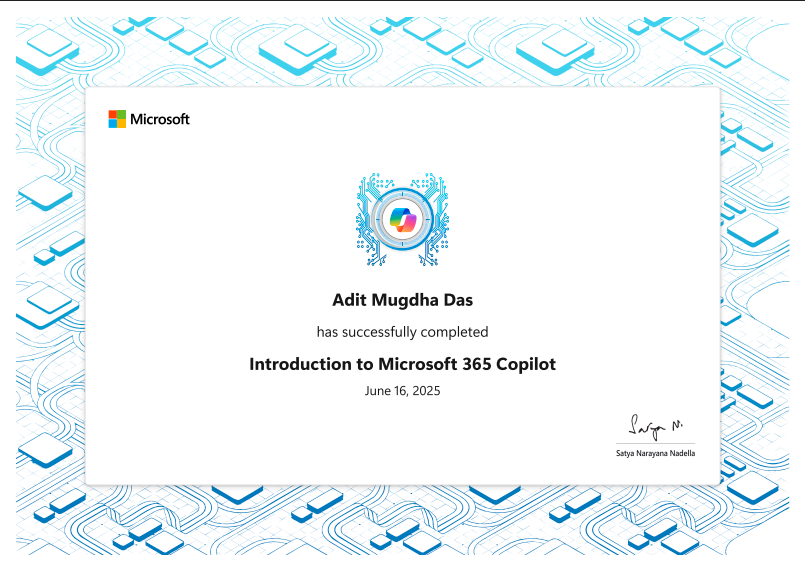 Microsoft
Adit Mugdha Das
has successfully completed
Introduction to Microsoft 365 Copilot
June 16, 2025
Satya N.
Satya Narayana Nadella